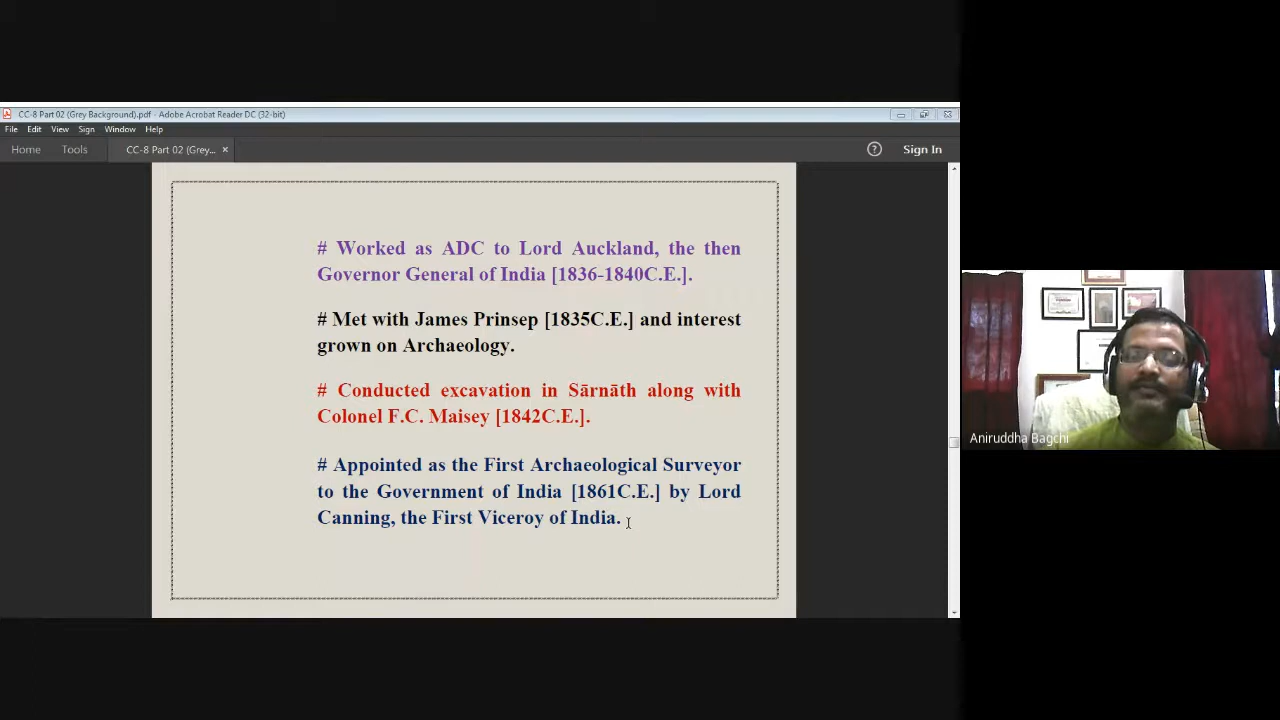 CC-8 Part 02 (Grey Background).pdf - Adobe Acrobat Reader DC (32-bit)
File Edit View Sign Window Help
Home Tools CC-8 Part 02 (Grey... × ? Sign In
# Worked as ADC to Lord Auckland, the then
Governor General of India [1836-1840C.E.].
# Met with James Prinsep [1835C.E.] and interest
grown on Archaeology.
# Conducted excavation in Sārnāth along with
Colonel F.C. Maisey [1842C.E.].
# Appointed as the First Archaeological Surveyor
to the Government of India [1861C.E.] by Lord
Canning, the First Viceroy of India.
Aniruddha Bagchi